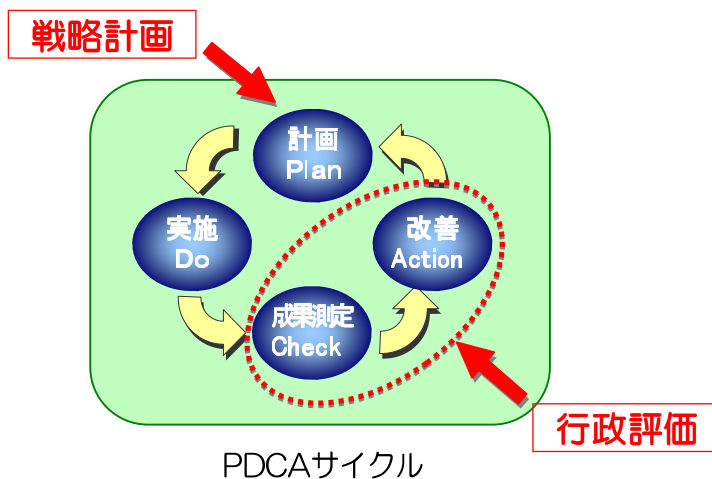 戦略計画
計画
Plan
実施
Do
改善
Action
成果測定
Check
行政評価
PDCAサイクル